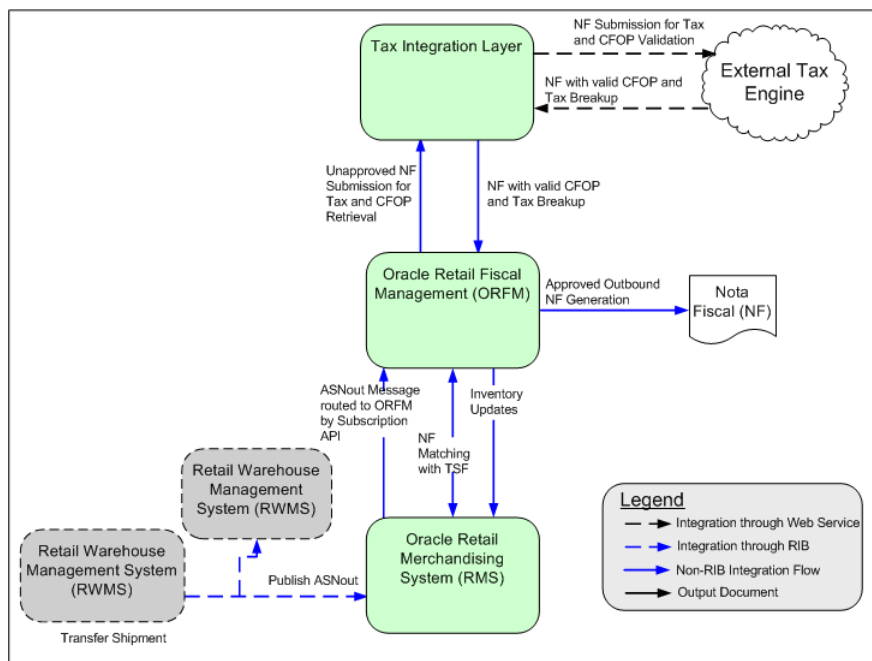 Tax Integration Layer
NF Submission for Tax
and CFOP Validation
External Tax
Engine
NF with valid CFOP and
Tax Breakup
Unapproved NF
Submission for
Tax and CFOP
Retrieval
NF with valid CFOP
and Tax Breakup
Oracle Retail Fiscal
Management (ORFM)
Approved Outbound
NF Generation
Nota
Fiscal (NF)
ASNout Message
routed to ORFM
by Subscription
API
NF
Matching
with TSF
Inventory
Updates
Retail Warehouse
Management
System (RWMS)
Retail Warehouse
Management System
(RWMS)
Publish ASNout
Transfer Shipment
Oracle Retail
Merchandising
System (RMS)
Legend
Integration through Web Service
Integration through RIB
Non-RIB Integration Flow
Output Document